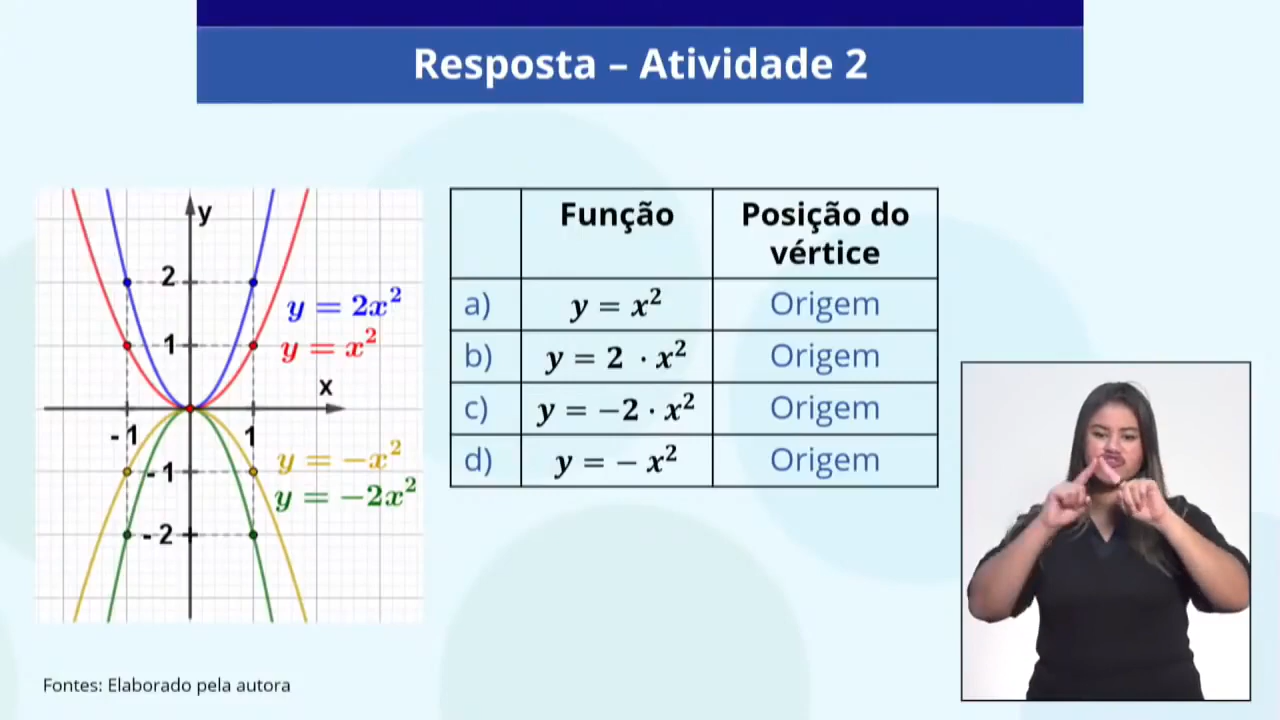 Resposta – Atividade 2
y
2
y = 2x²
1
y = x²
x
-1
1
y = −x²
-1
y = −2x²
-2
Função
Posição do
vértice
a) y = x² Origem
b) y = 2 · x² Origem
c) y = −2 · x² Origem
d) y = − x² Origem
Fontes: Elaborado pela autora